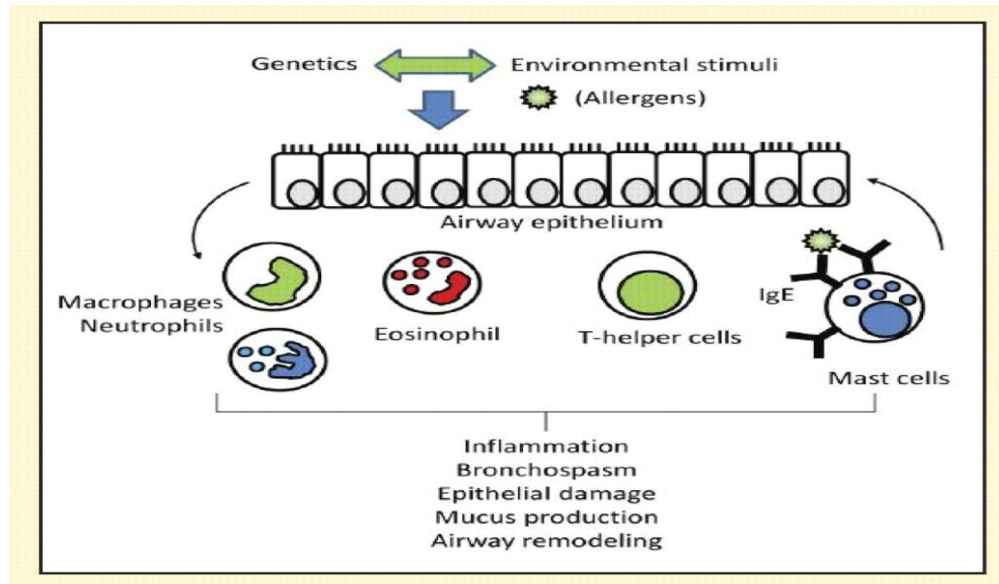 Genetics
Environmental stimuli
(Allergens)
Airway epithelium
Macrophages
Neutrophils
Eosinophil
T-helper cells
IgE
Mast cells
Inflammation
Bronchospasm
Epithelial damage
Mucus production
Airway remodeling